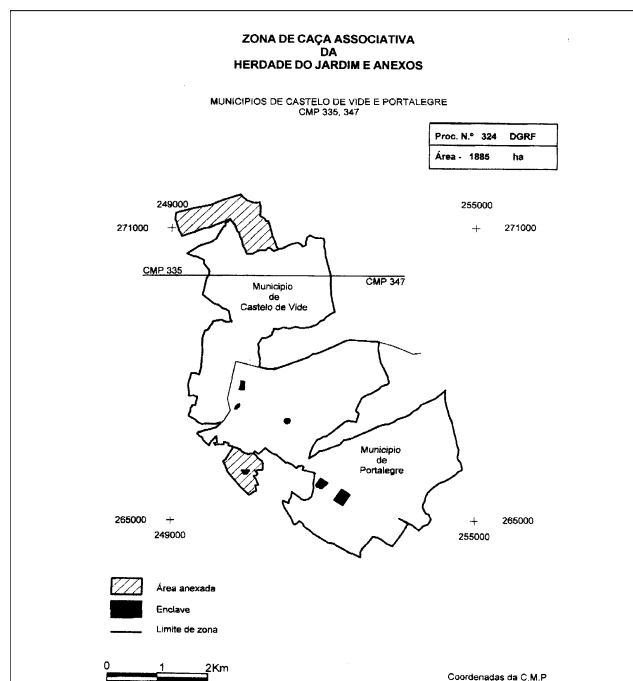 ZONA DE CAÇA ASSOCIATIVA
DA
HERDADE DO JARDIM E ANEXOS
MUNICIPIOS DE CASTELO DE VIDE E PORTALEGRE
CMP 335, 347
Proc. N.º 324 DGRF
Área - 1885 ha
249000
255000
271000
271000
CMP 335
CMP 347
Municipio
de
Castelo de Vide
Municipio
de
Portalegre
265000
265000
249000
255000
Área anexada
Enclave
Limite de zona
0 1 2Km
Coordenadas da C.M.P